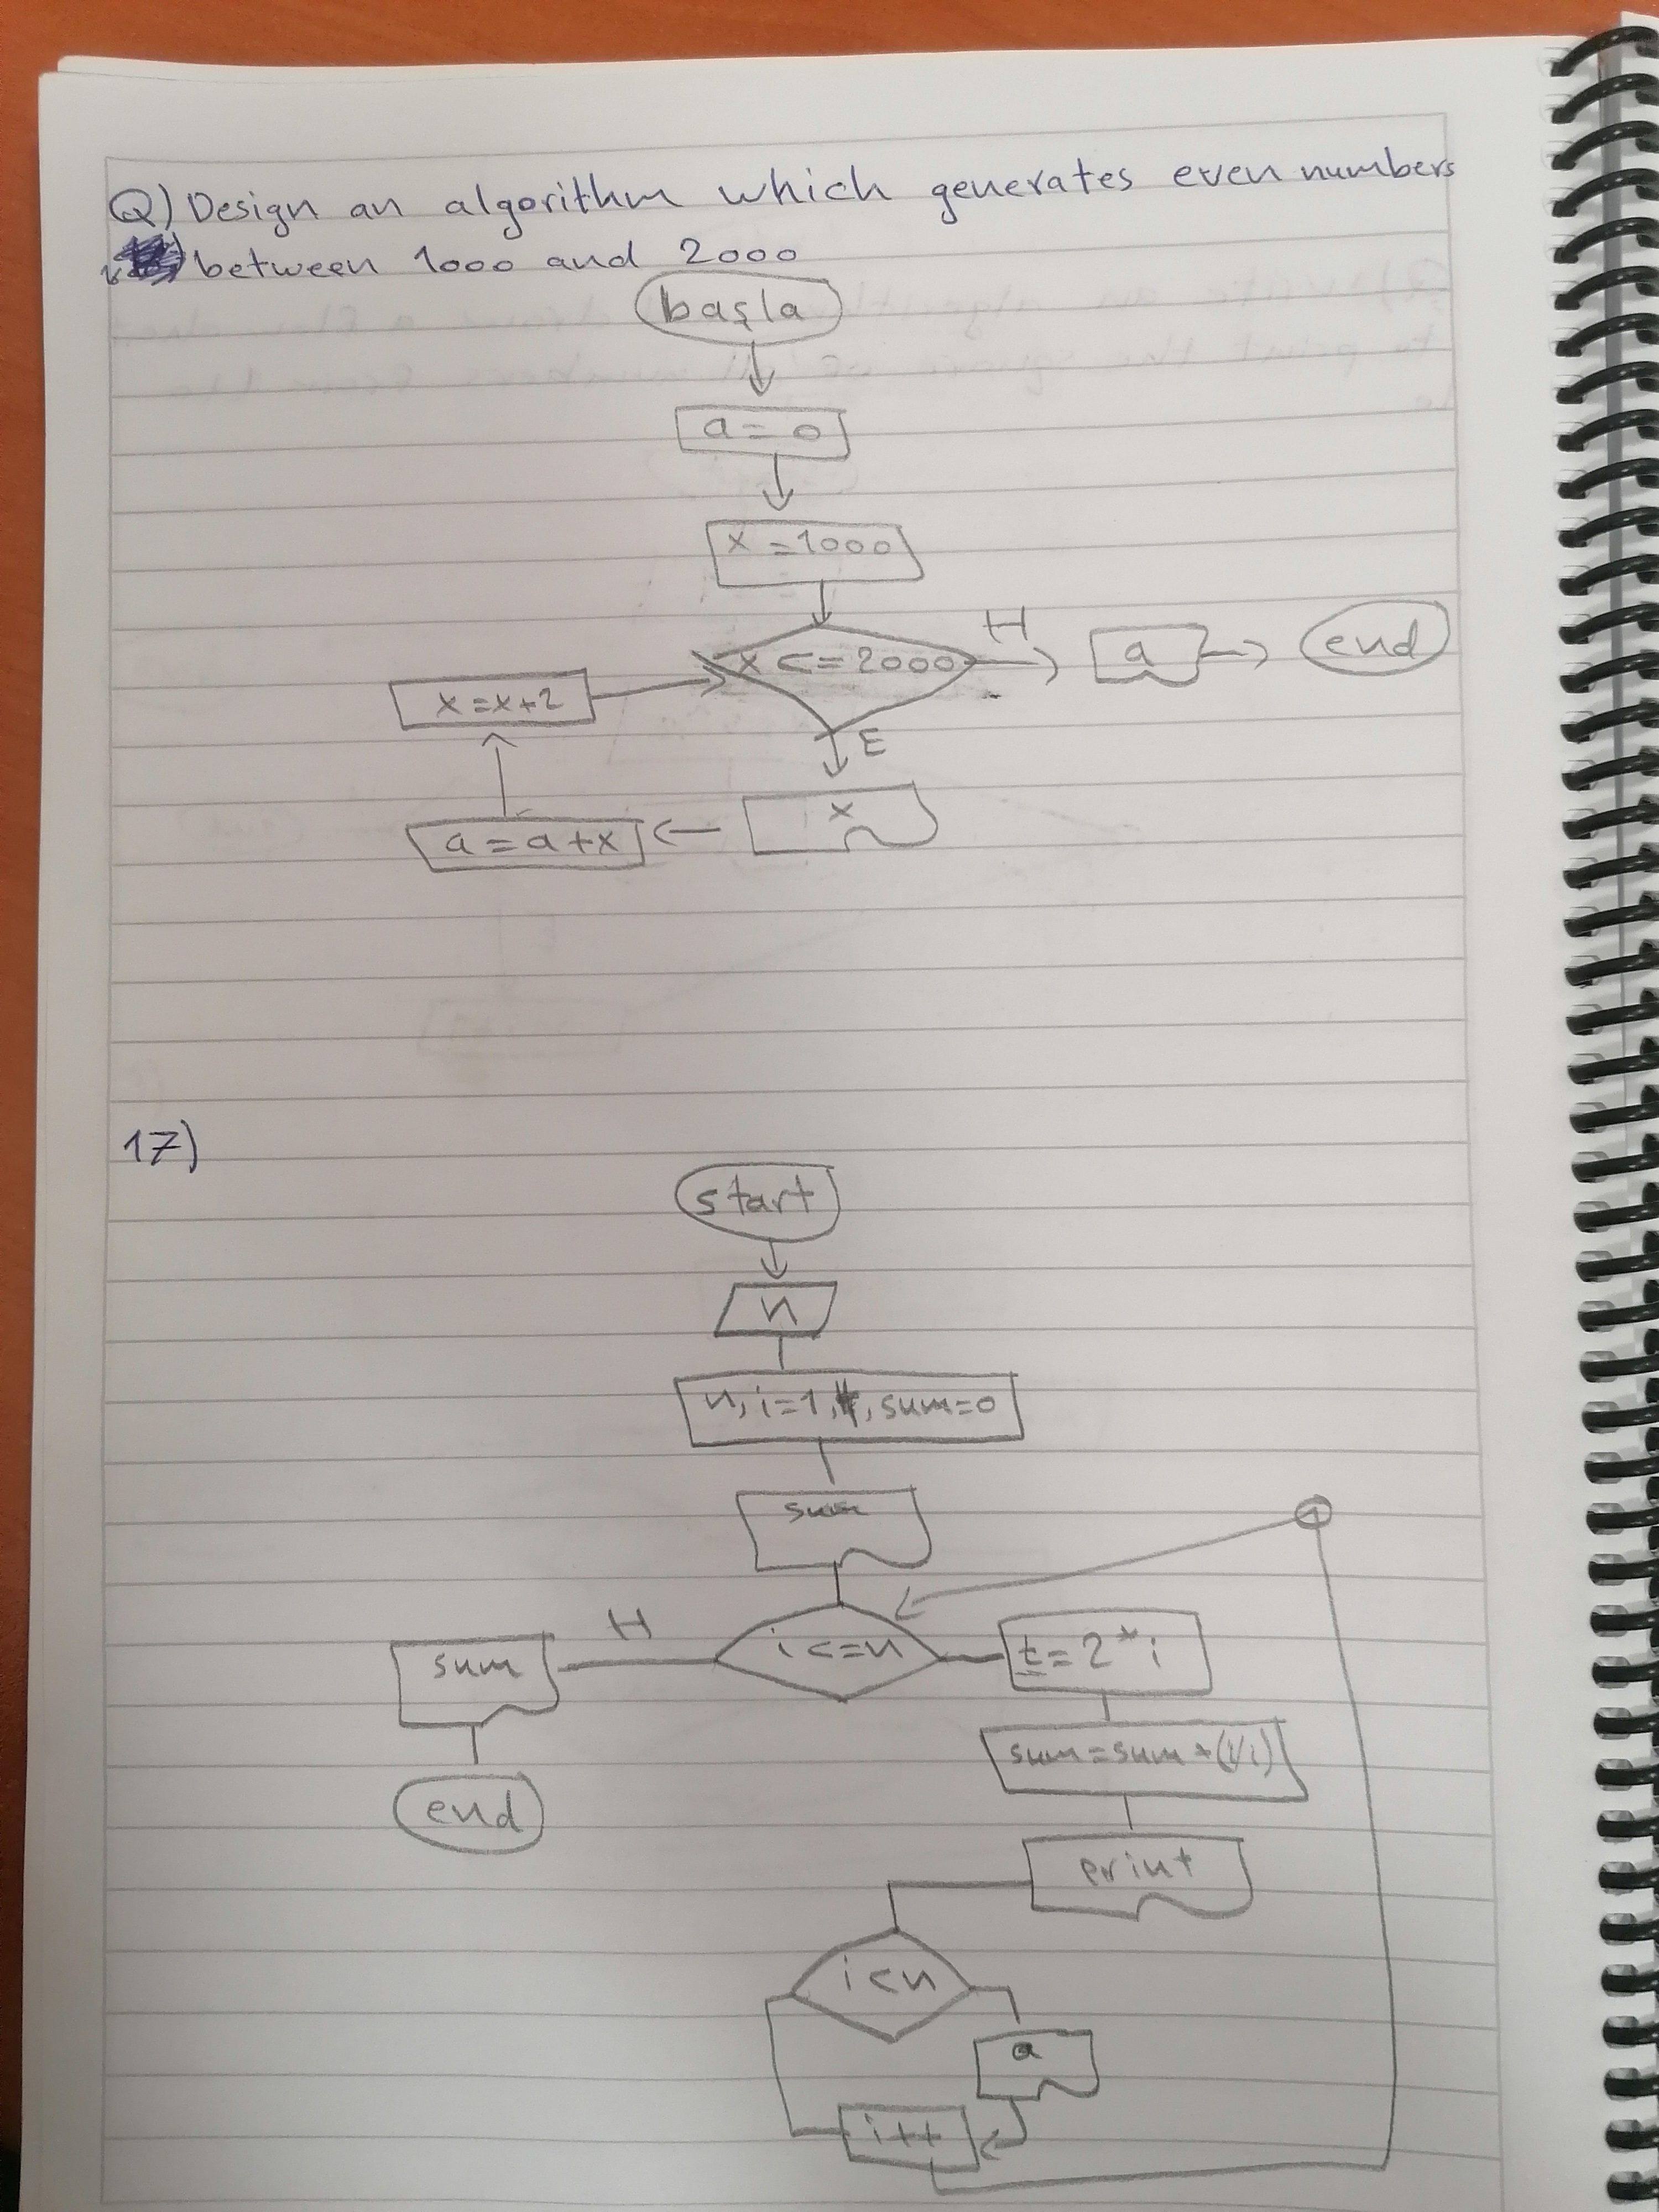 Q) Design an algorithm which generates even numbers
between 1000 and 2000
başla
a = 0
x = 1000
x <= 2000
H
a
end
x = x+2
E
x
a = a + x
17)
start
n
n, i=1, sum=0
sum
i <= n
H
sum
end
t = 2*i
sum = sum + (1/i)
print
i < n
a
i++